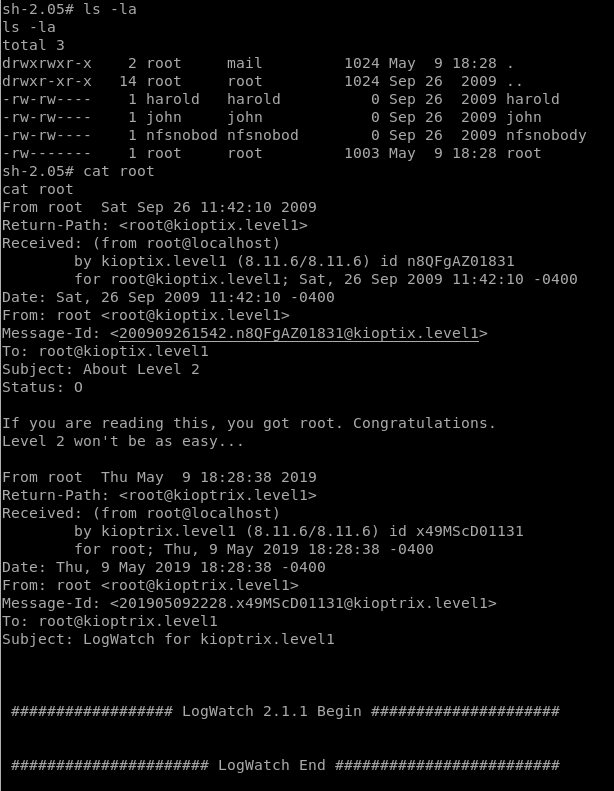 sh-2.05# ls -la
ls -la
total 3
drwxrwxr-x    2 root     mail         1024 May  9 18:28 .
drwxr-xr-x   14 root     root         1024 Sep 26  2009 ..
-rw-rw----    1 harold   harold          0 Sep 26  2009 harold
-rw-rw----    1 john     john            0 Sep 26  2009 john
-rw-rw----    1 nfsnobod nfsnobod        0 Sep 26  2009 nfsnobody
-rw-------    1 root     root         1003 May  9 18:28 root
sh-2.05# cat root
cat root
From root  Sat Sep 26 11:42:10 2009
Return-Path: <root@kioptix.level1>
Received: (from root@localhost)
        by kioptix.level1 (8.11.6/8.11.6) id n8QFgAZ01831
        for root@kioptix.level1; Sat, 26 Sep 2009 11:42:10 -0400
Date: Sat, 26 Sep 2009 11:42:10 -0400
From: root <root@kioptix.level1>
Message-Id: <200909261542.n8QFgAZ01831@kioptix.level1>
To: root@kioptix.level1
Subject: About Level 2
Status: O

If you are reading this, you got root. Congratulations.
Level 2 won't be as easy...

From root  Thu May  9 18:28:38 2019
Return-Path: <root@kioptrix.level1>
Received: (from root@localhost)
        by kioptrix.level1 (8.11.6/8.11.6) id x49MScD01131
        for root; Thu, 9 May 2019 18:28:38 -0400
Date: Thu, 9 May 2019 18:28:38 -0400
From: root <root@kioptrix.level1>
Message-Id: <201905092228.x49MScD01131@kioptrix.level1>
To: root@kioptrix.level1
Subject: LogWatch for kioptrix.level1

 ################## LogWatch 2.1.1 Begin #####################

 ###################### LogWatch End #########################